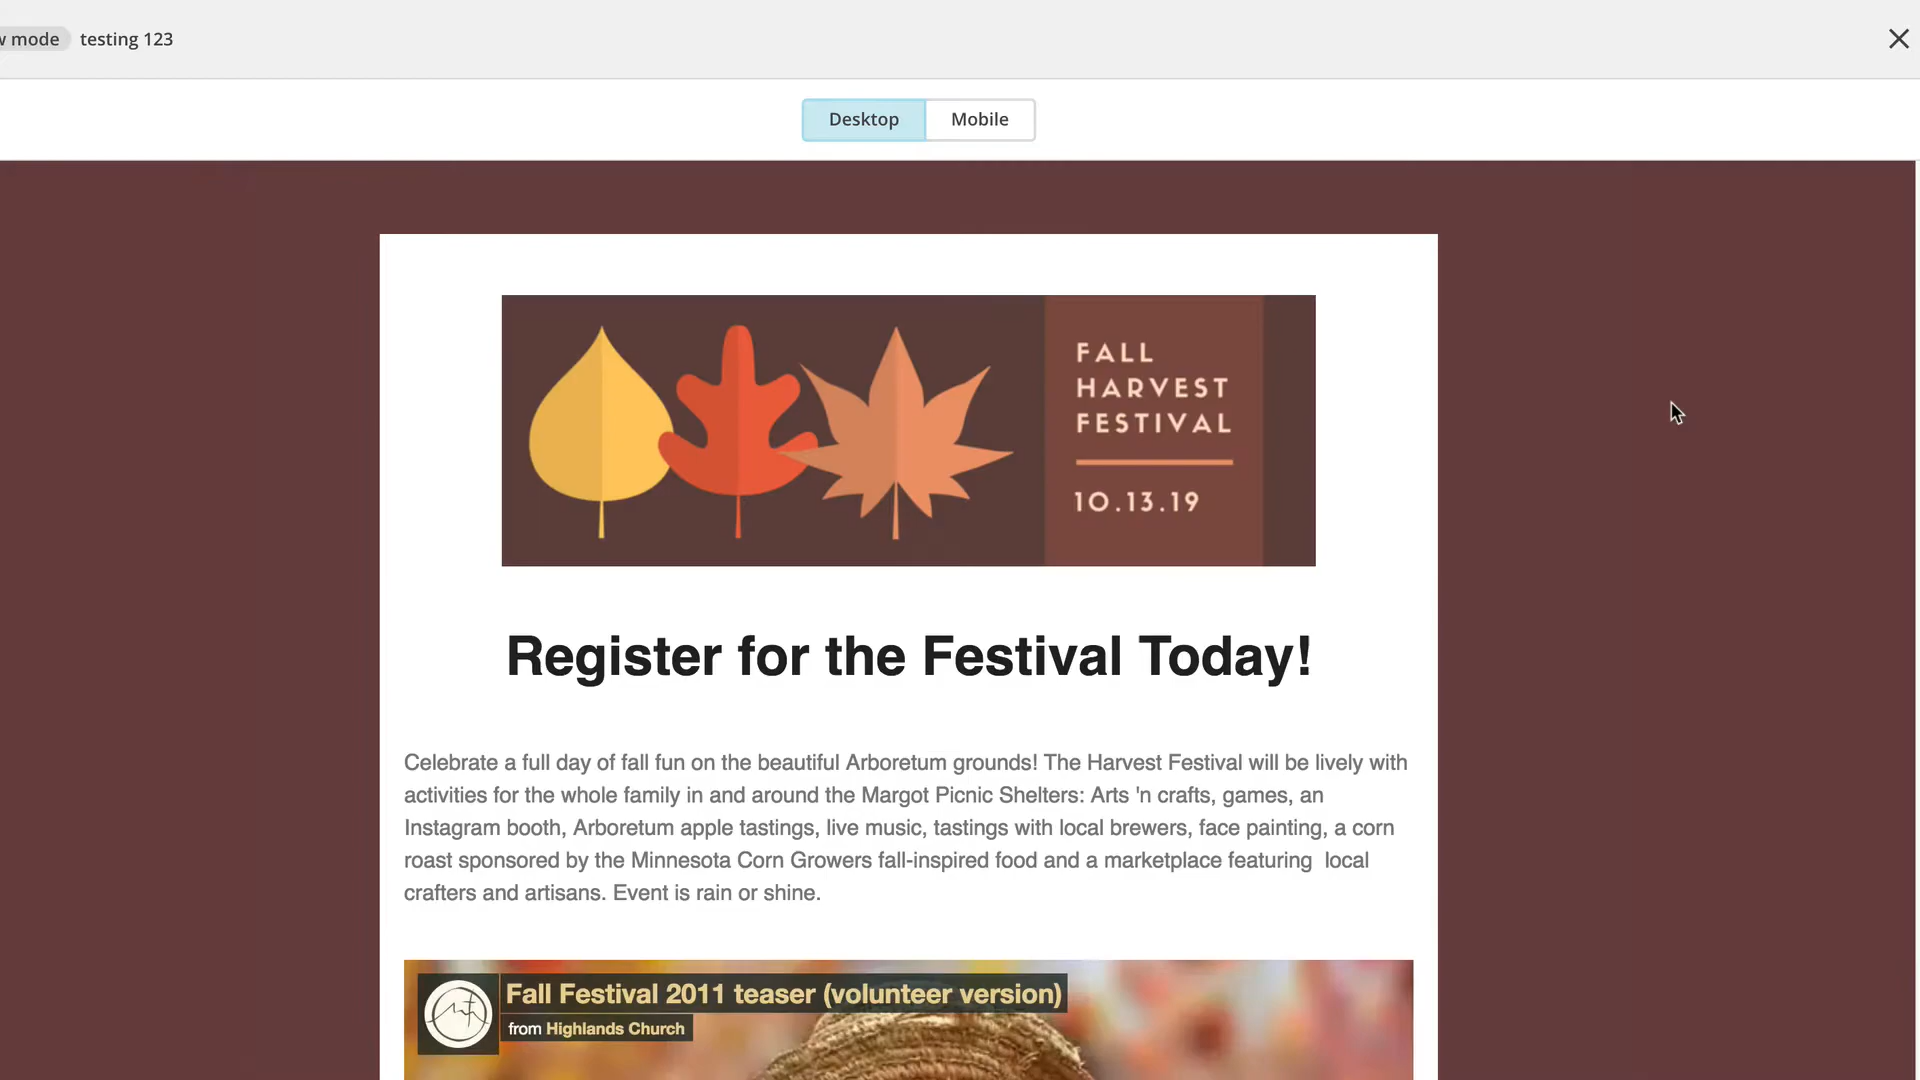 w mode testing 123
Desktop Mobile
FALL
HARVEST
FESTIVAL
10.13.19
Register for the Festival Today!
Celebrate a full day of fall fun on the beautiful Arboretum grounds! The Harvest Festival will be lively with
activities for the whole family in and around the Margot Picnic Shelters: Arts 'n crafts, games, an
Instagram booth, Arboretum apple tastings, live music, tastings with local brewers, face painting, a corn
roast sponsored by the Minnesota Corn Growers fall-inspired food and a marketplace featuring  local
crafters and artisans. Event is rain or shine.
Fall Festival 2011 teaser (volunteer version)
from Highlands Church